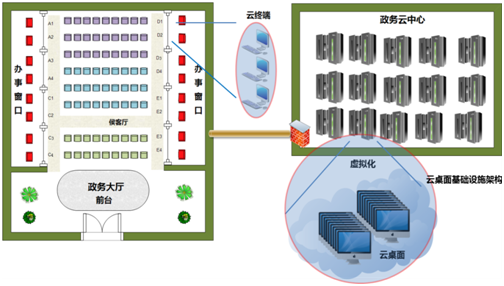 云终端
政务云中心
办事窗口
办事窗口
A1
A2
A3
A4
C1
C2
C3
C4
D1
D2
D3
D4
E1
E2
E3
E4
侯客厅
政务大厅
前台
虚拟化
云桌面基础设施架构
云桌面